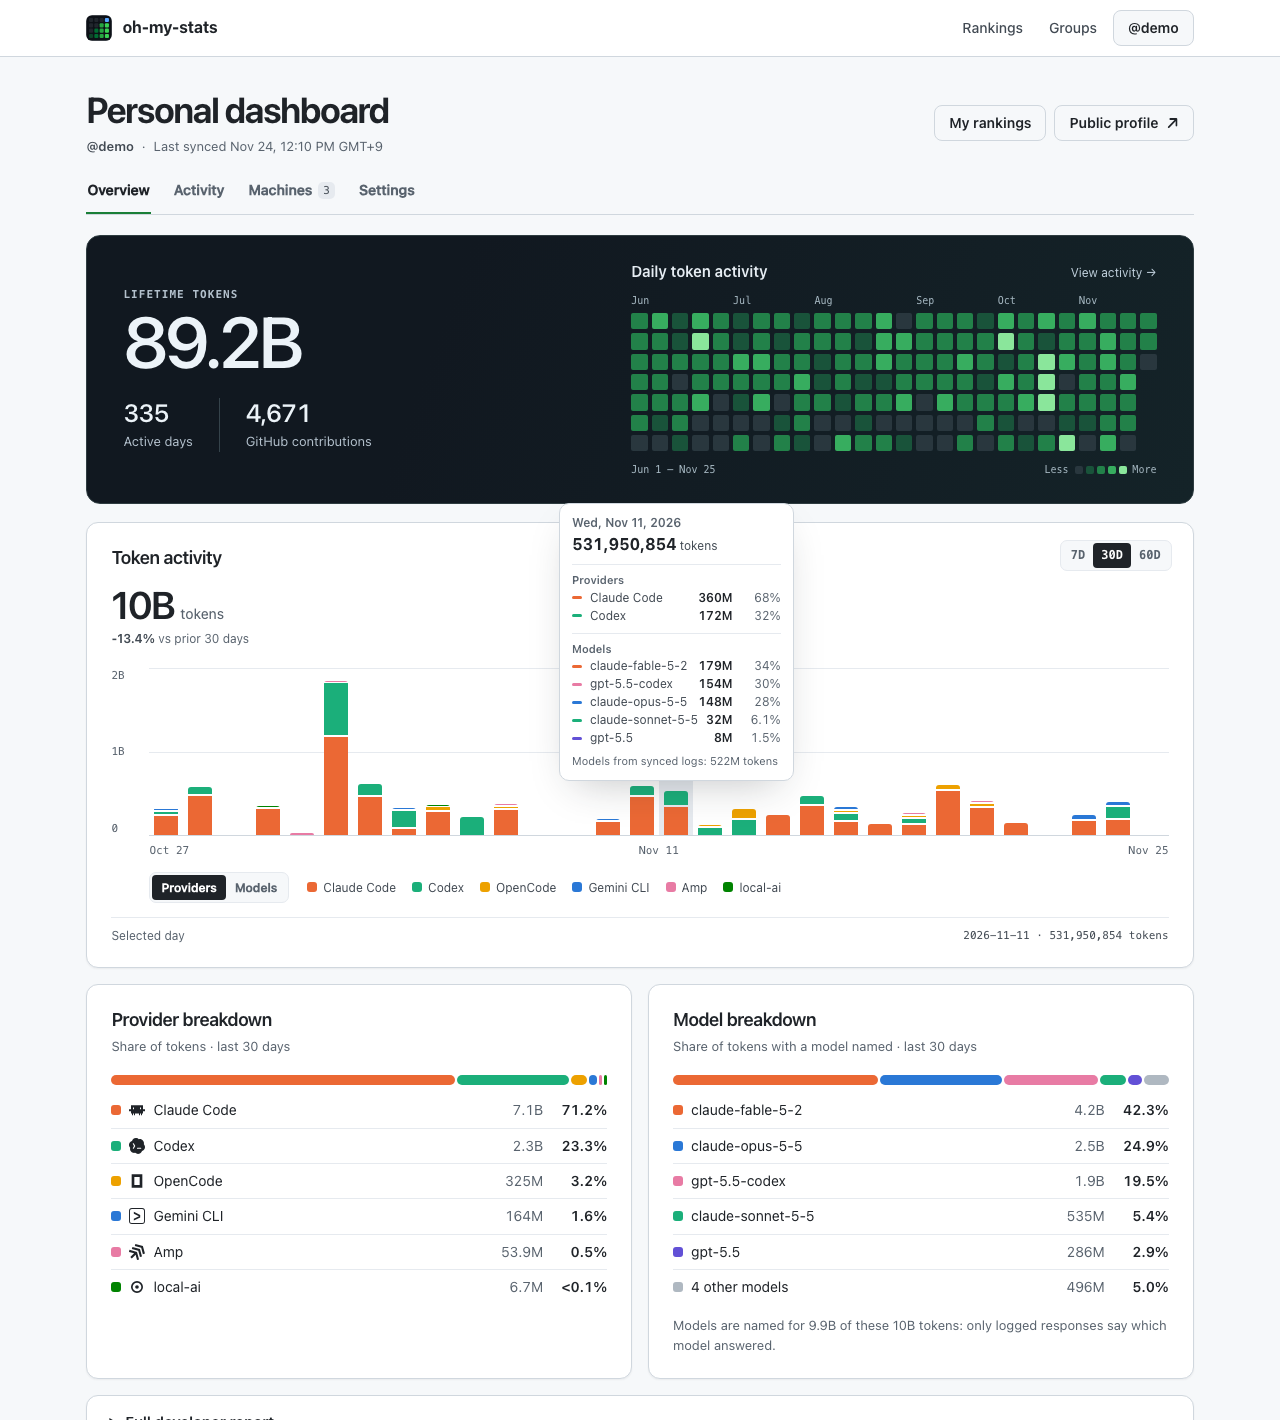 oh-my-stats
Rankings
Groups
@demo
Personal dashboard
@demo · Last synced Nov 24, 12:10 PM GMT+9
My rankings
Public profile
Overview
Activity
Machines 3
Settings
LIFETIME TOKENS
89.2B
335
Active days
4,671
GitHub contributions
Daily token activity
View activity →
Jun Jul Aug Sep Oct Nov
Jun 1 – Nov 25
Less More
Token activity
7D 30D 60D
10B tokens
-13.4% vs prior 30 days
2B
1B
0
Oct 27
Nov 11
Nov 25
Wed, Nov 11, 2026
531,950,854 tokens
Providers
Claude Code 360M 68%
Codex 172M 32%
Models
claude-fable-5-2 179M 34%
gpt-5.5-codex 154M 30%
claude-opus-5-5 148M 28%
claude-sonnet-5-5 32M 6.1%
gpt-5.5 8M 1.5%
Models from synced logs: 522M tokens
Providers Models
Claude Code
Codex
OpenCode
Gemini CLI
Amp
local-ai
Selected day
2026-11-11 · 531,950,854 tokens
Provider breakdown
Share of tokens · last 30 days
Claude Code 7.1B 71.2%
Codex 2.3B 23.3%
OpenCode 325M 3.2%
Gemini CLI 164M 1.6%
Amp 53.9M 0.5%
local-ai 6.7M <0.1%
Model breakdown
Share of tokens with a model named · last 30 days
claude-fable-5-2 4.2B 42.3%
claude-opus-5-5 2.5B 24.9%
gpt-5.5-codex 1.9B 19.5%
claude-sonnet-5-5 535M 5.4%
gpt-5.5 286M 2.9%
4 other models 496M 5.0%
Models are named for 9.9B of these 10B tokens: only logged responses say which
model answered.
Full developer report